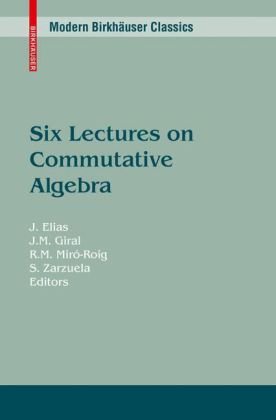 BIRKHÄUSER
Modern Birkhäuser Classics
Six Lectures on
Commutative
Algebra
J. Elias
J.M. Giral
R.M. Miró-Roig
S. Zarzuela
Editors